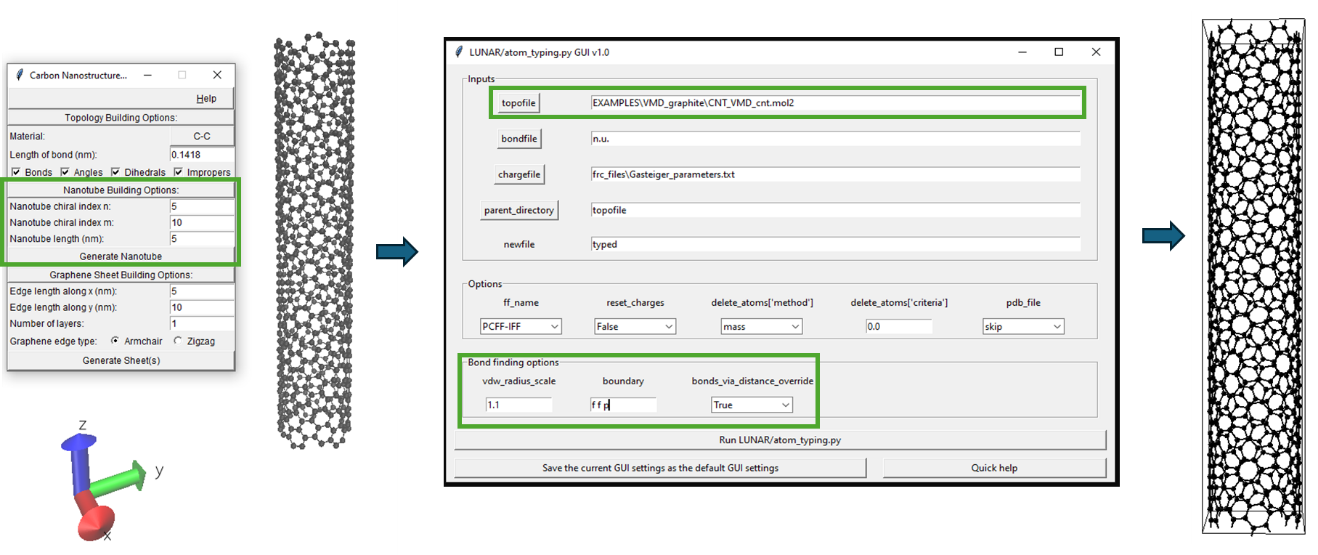 Carbon Nanostructure...
Help
Topology Building Options:
Material: C-C
Length of bond (nm): 0.1418
Bonds Angles Dihedrals Impropers
Nanotube Building Options:
Nanotube chiral index n: 5
Nanotube chiral index m: 10
Nanotube length (nm): 5
Generate Nanotube
Graphene Sheet Building Options:
Edge length along x (nm): 5
Edge length along y (nm): 10
Number of layers: 1
Graphene edge type: Armchair Zigzag
Generate Sheet(s)
z
y
x
LUNAR/atom_typing.py GUI v1.0
Inputs
topofile EXAMPLES\VMD_graphite\CNT_VMD_cnt.mol2
bondfile n.u.
chargefile frc_files\Gasteiger_parameters.txt
parent_directory topofile
newfile typed
Options
ff_name reset_charges delete_atoms['method'] delete_atoms['criteria'] pdb_file
PCFF-IFF False mass 0.0 skip
Bond finding options
vdw_radius_scale boundary bonds_via_distance_override
1.1 f f p True
Run LUNAR/atom_typing.py
Save the current GUI settings as the default GUI settings Quick help